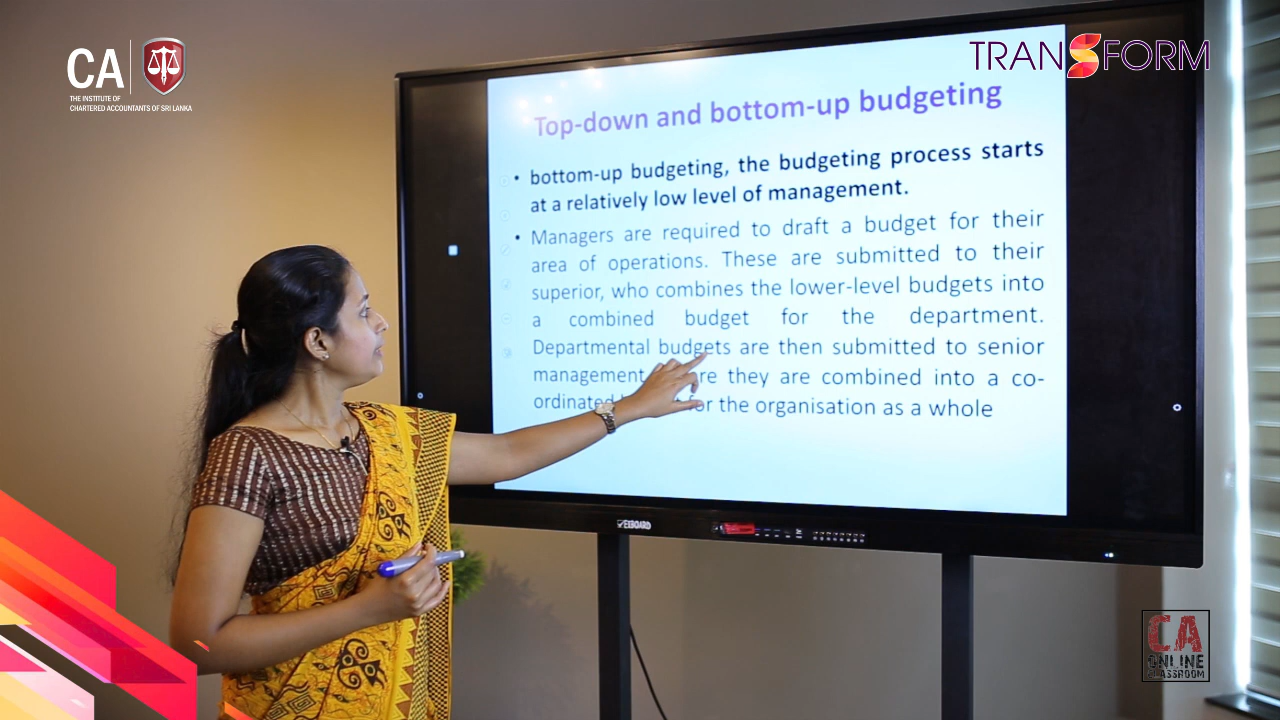 CA
THE INSTITUTE OF
CHARTERED ACCOUNTANTS OF SRI LANKA
TRANSFORM
Top-down and bottom-up budgeting
• bottom-up budgeting, the budgeting process starts
at a relatively low level of management.
• Managers are required to draft a budget for their
area of operations. These are submitted to their
superior, who combines the lower-level budgets into
a combined budget for the department.
Departmental budgets are then submitted to senior
management re they are combined into a co-
ordinated for the organisation as a whole
EXBOARD
CA
ONLINE
CLASSROOM